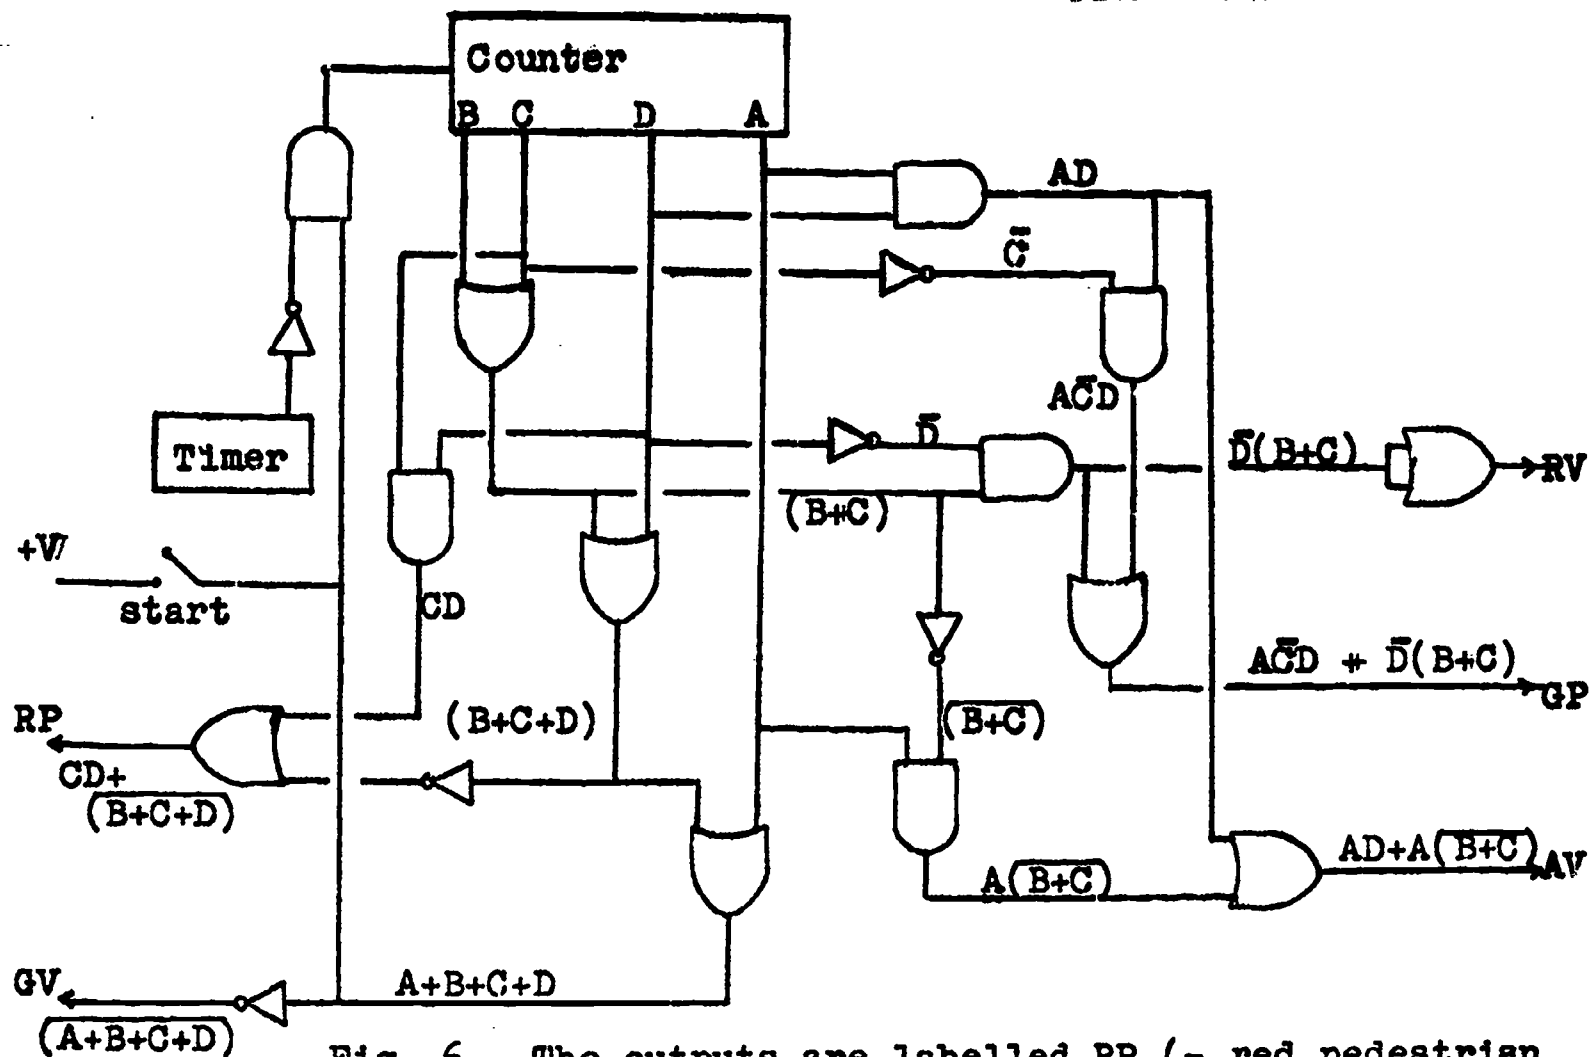 Counter
B C D A
AD
C̄
AC̄D
Timer
D̄
D̄(B+C)
RV
(B+C)
+V
start
CD
AC̄D + D̄(B+C)
GP
RP
(B+C+D)
(B+C)̅
CD+
(B+C+D)̅
A(B+C)̅
AD+A(B+C)̅
AV
GV
A+B+C+D
(A+B+C+D)̅
Fig. 6. The outputs are labelled RP (= red pedestrian